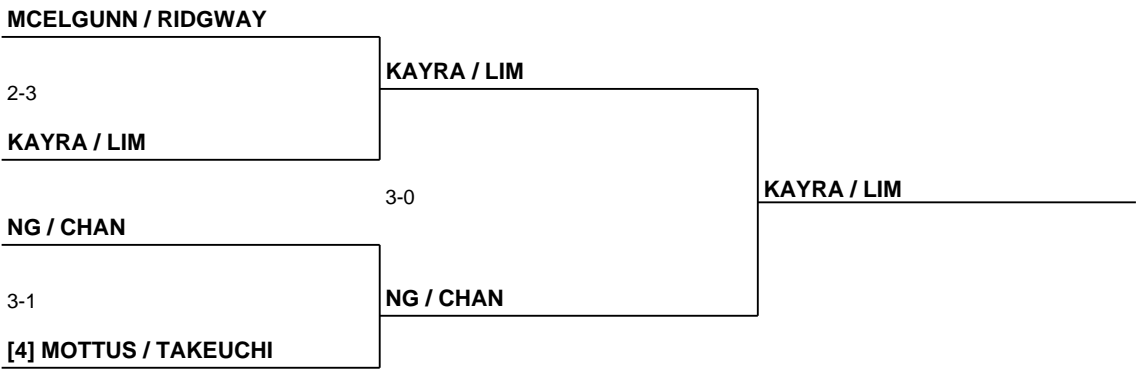 MCELGUNN / RIDGWAY
2-3
KAYRA / LIM
NG / CHAN
3-1
[4] MOTTUS / TAKEUCHI
KAYRA / LIM
3-0
NG / CHAN
KAYRA / LIM